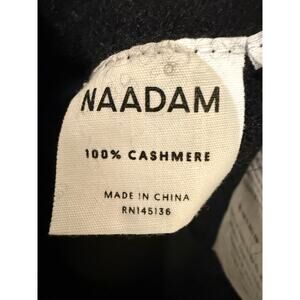 NAADAM
100% CASHMERE
MADE IN CHINA
RN145136